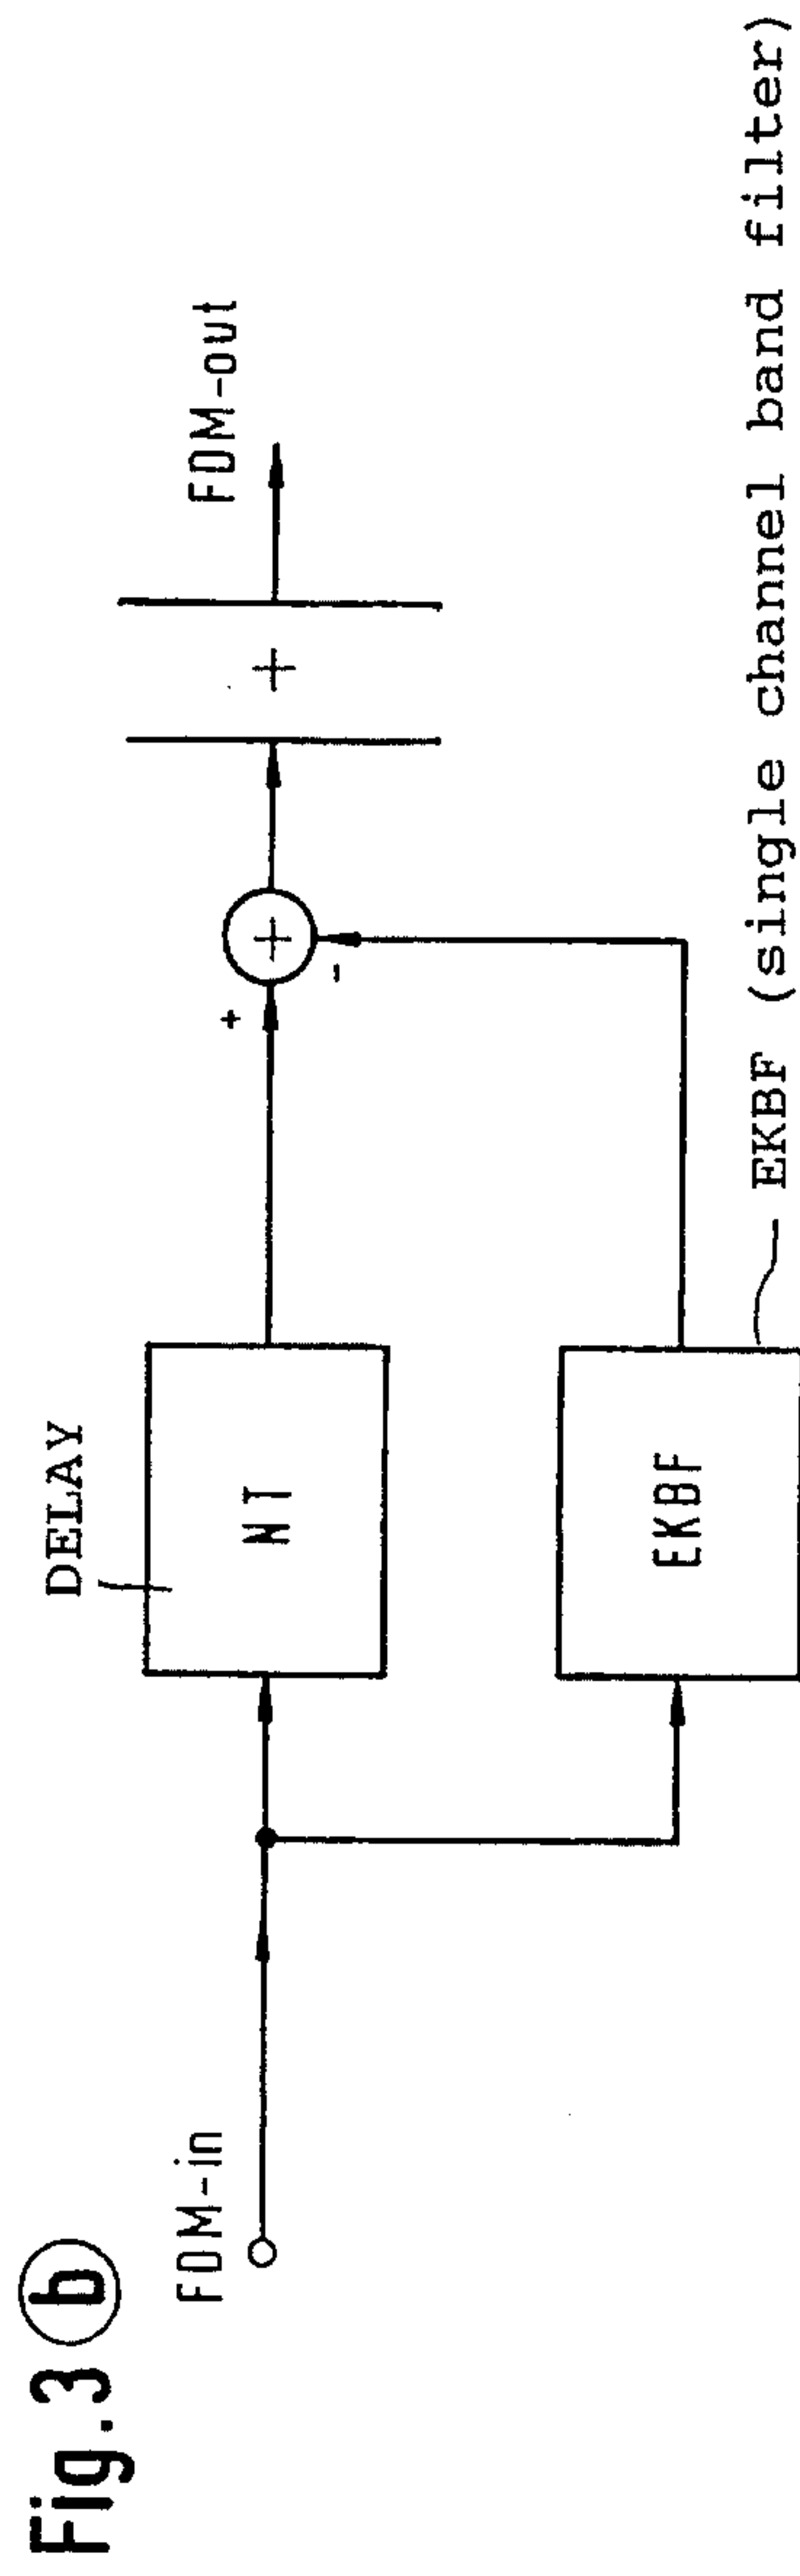 Fig. 3 b
FDM-in
DELAY
NT
EKBF
EKBF (single channel band filter)
+
-
+
+
FDM-out